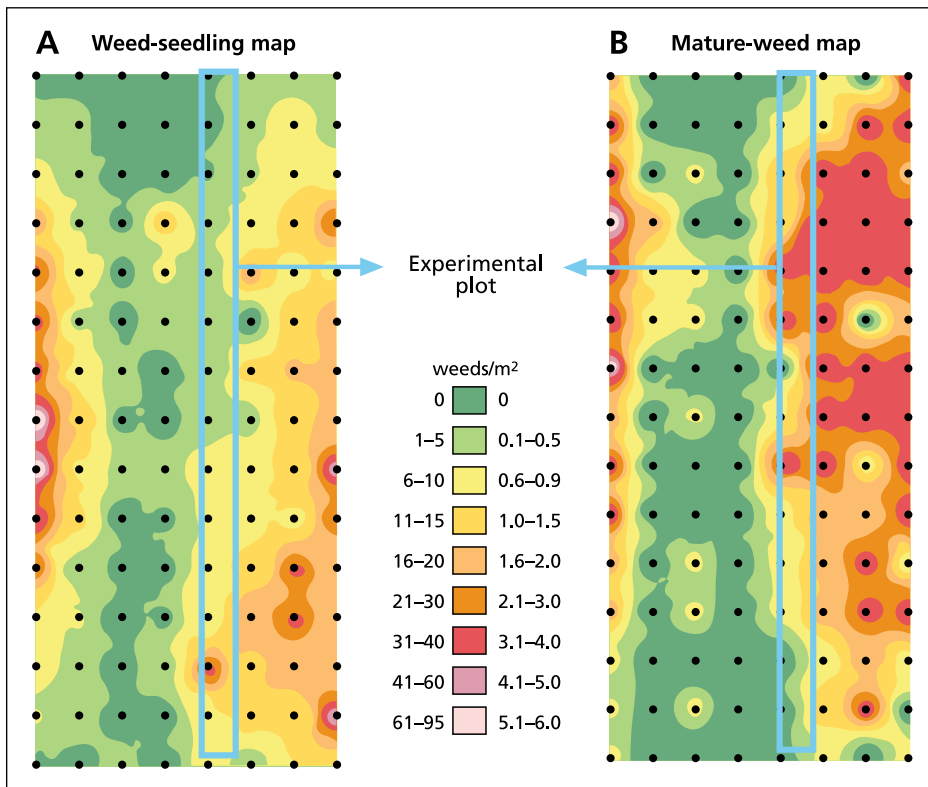 A Weed-seedling map
B Mature-weed map
Experimental
plot
weeds/m²
0 0
1–5 0.1–0.5
6–10 0.6–0.9
11–15 1.0–1.5
16–20 1.6–2.0
21–30 2.1–3.0
31–40 3.1–4.0
41–60 4.1–5.0
61–95 5.1–6.0